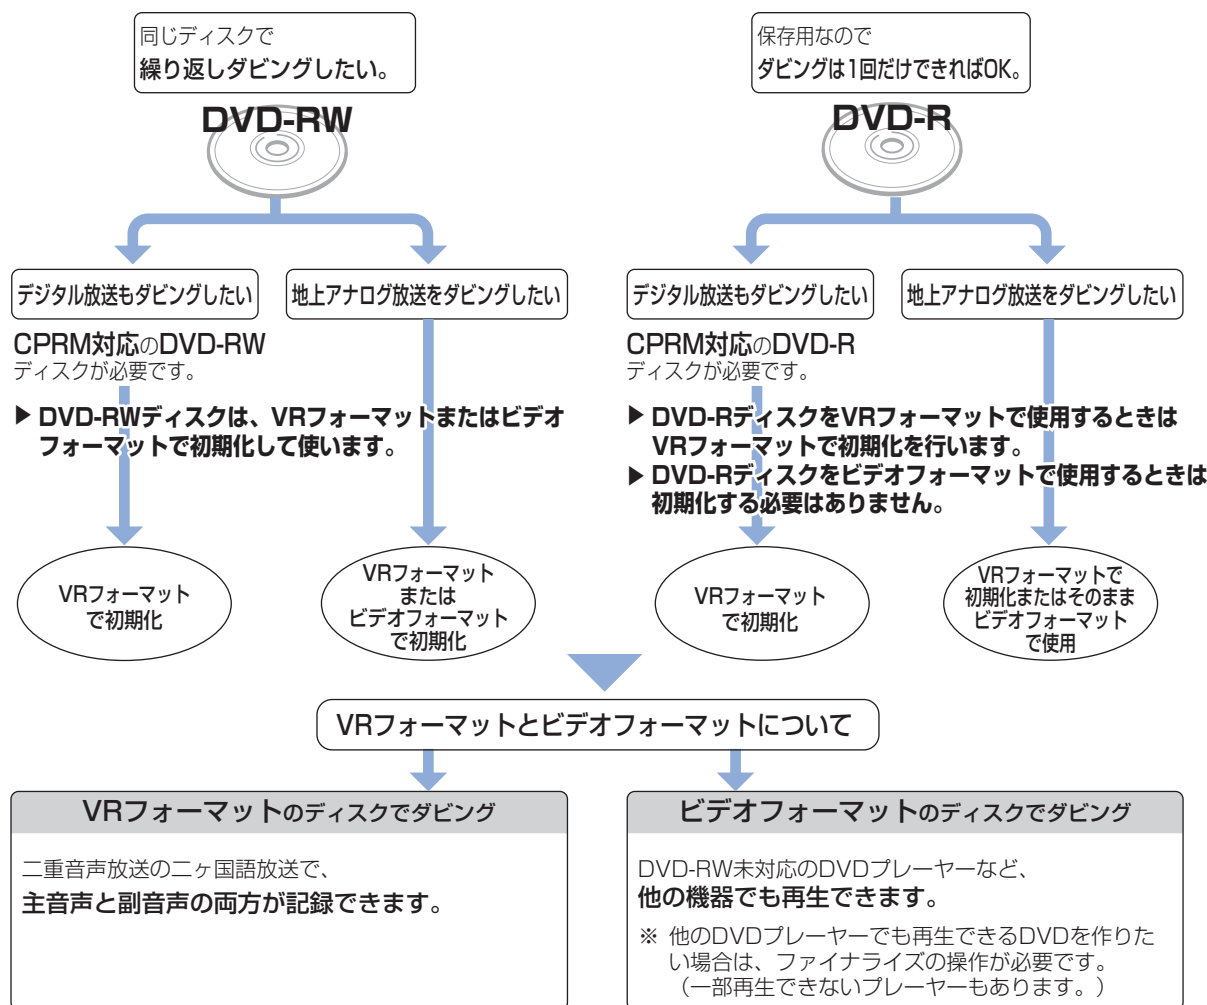 同じディスクで
繰り返しダビングしたい。
DVD-RW
デジタル放送もダビングしたい
地上アナログ放送をダビングしたい
CPRM対応のDVD-RW
ディスクが必要です。
▶ DVD-RWディスクは、VRフォーマットまたはビデオ
フォーマットで初期化して使います。
VRフォーマット
で初期化
VRフォーマット
または
ビデオフォーマット
で初期化
保存用なので
ダビングは1回だけできればOK。
DVD-R
デジタル放送もダビングしたい
地上アナログ放送をダビングしたい
CPRM対応のDVD-R
ディスクが必要です。
▶ DVD-RディスクをVRフォーマットで使用するときは
VRフォーマットで初期化を行います。
▶ DVD-Rディスクをビデオフォーマットで使用するときは
初期化する必要はありません。
VRフォーマット
で初期化
VRフォーマットで
初期化またはそのまま
ビデオフォーマット
で使用
VRフォーマットとビデオフォーマットについて
VRフォーマットのディスクでダビング
二重音声放送の二ヶ国語放送で、
主音声と副音声の両方が記録できます。
ビデオフォーマットのディスクでダビング
DVD-RW未対応のDVDプレーヤーなど、
他の機器でも再生できます。
※ 他のDVDプレーヤーでも再生できるDVDを作りた
い場合は、ファイナライズの操作が必要です。
（一部再生できないプレーヤーもあります。）